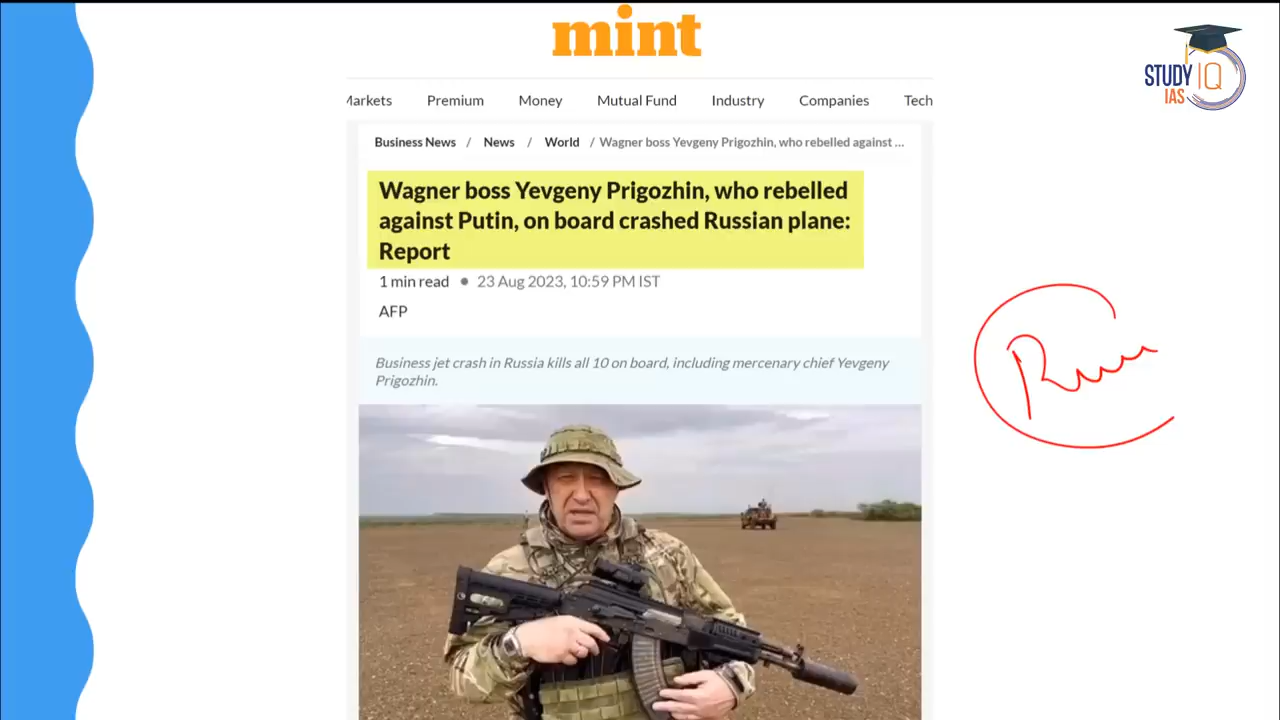 mint
STUDY IQ
IAS
Markets Premium Money Mutual Fund Industry Companies Tech
Business News / News / World / Wagner boss Yevgeny Prigozhin, who rebelled against ...
Wagner boss Yevgeny Prigozhin, who rebelled
against Putin, on board crashed Russian plane:
Report
1 min read ● 23 Aug 2023, 10:59 PM IST
AFP
Business jet crash in Russia kills all 10 on board, including mercenary chief Yevgeny
Prigozhin.